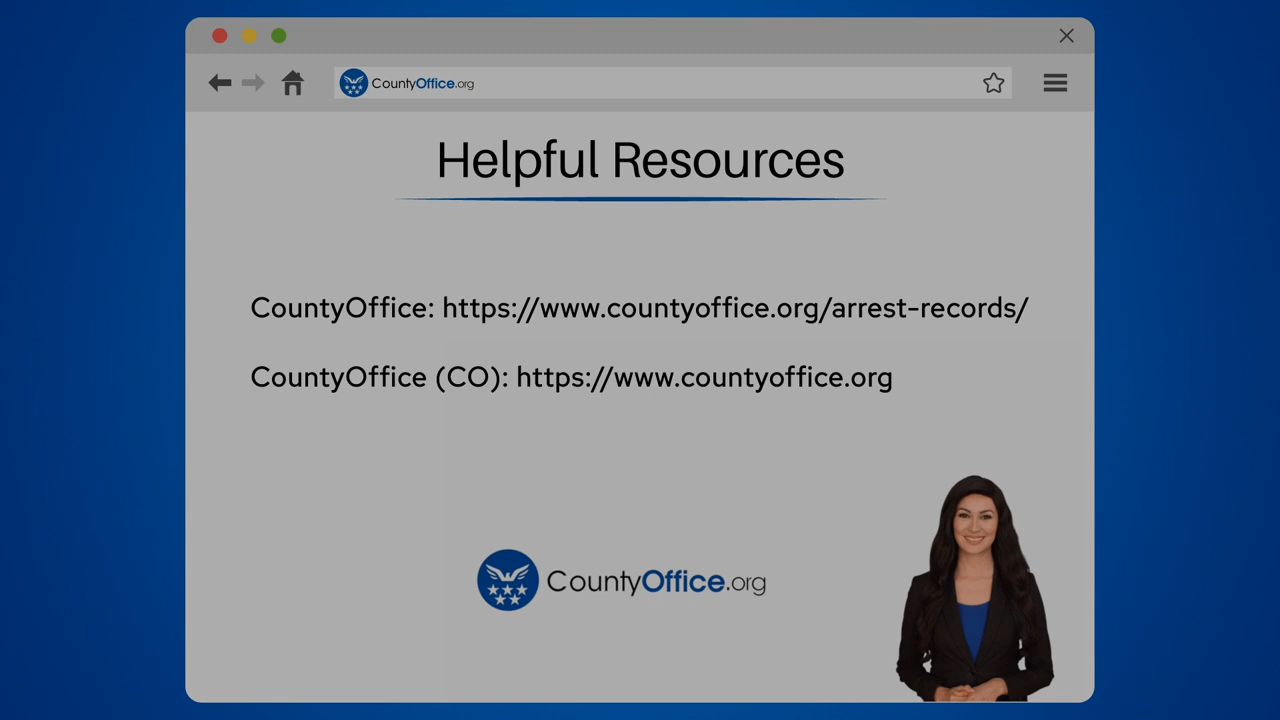 CountyOffice.org
Helpful Resources
CountyOffice: https://www.countyoffice.org/arrest-records/
CountyOffice (CO): https://www.countyoffice.org
CountyOffice.org